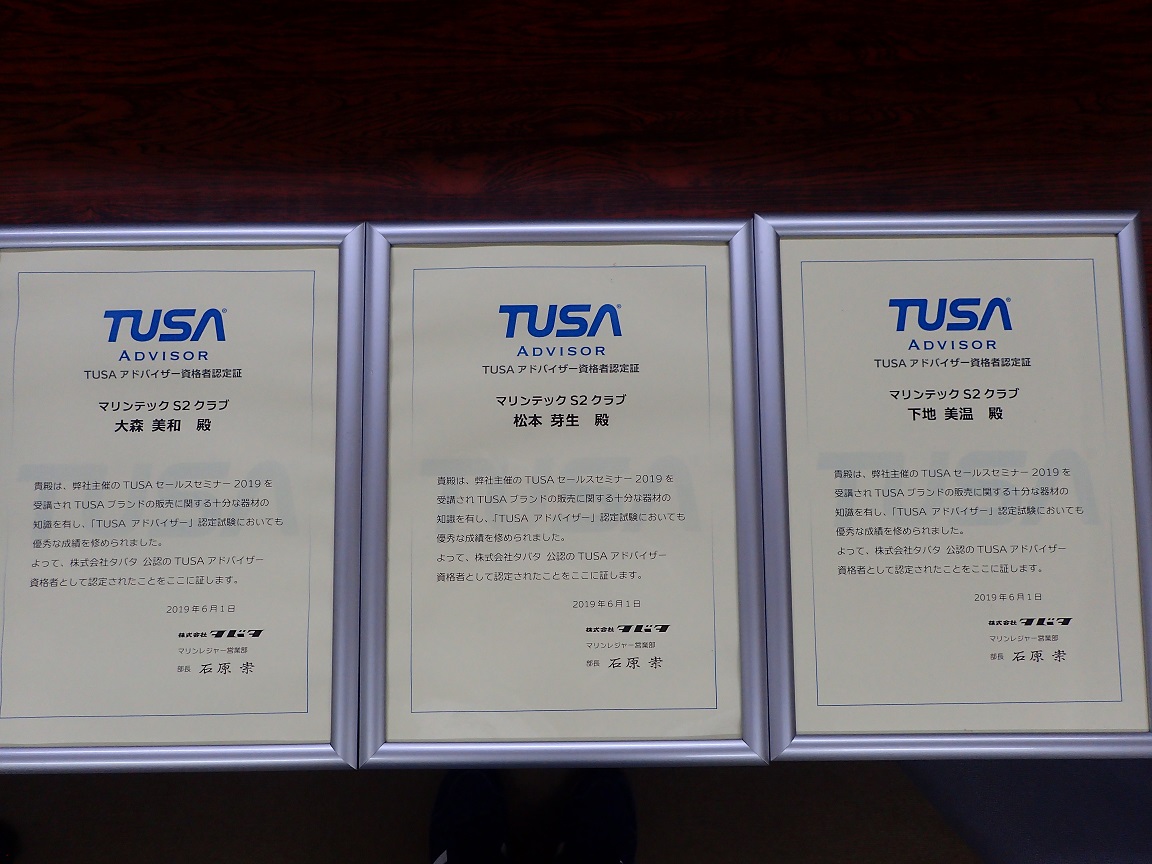 TUSA®
ADVISOR
TUSA アドバイザー資格者認定証
マリンテック S2 クラブ
大森 美和 殿
貴殿は、弊社主催の TUSA セールスセミナー 2019 を
受講され TUSA ブランドの販売に関する十分な器材の
知識を有し、「TUSA アドバイザー」認定試験においても
優秀な成績を修められました。
よって、株式会社タバタ 公認の TUSA アドバイザー
資格者として認定されたことをここに証します。
2019 年 6 月 1 日
株式会社 タバタ
マリンレジャー営業部
部長 石原 崇
TUSA®
ADVISOR
TUSA アドバイザー資格者認定証
マリンテック S2 クラブ
松本 芽生 殿
貴殿は、弊社主催の TUSA セールスセミナー 2019 を
受講され TUSA ブランドの販売に関する十分な器材の
知識を有し、「TUSA アドバイザー」認定試験においても
優秀な成績を修められました。
よって、株式会社タバタ 公認の TUSA アドバイザー
資格者として認定されたことをここに証します。
2019 年 6 月 1 日
株式会社 タバタ
マリンレジャー営業部
部長 石原 崇
TUSA®
ADVISOR
TUSA アドバイザー資格者認定証
マリンテック S2 クラブ
下地 美温 殿
貴殿は、弊社主催の TUSA セールスセミナー 2019 を
受講され TUSA ブランドの販売に関する十分な器材の
知識を有し、「TUSA アドバイザー」認定試験においても
優秀な成績を修められました。
よって、株式会社タバタ 公認の TUSA アドバイザー
資格者として認定されたことをここに証します。
2019 年 6 月 1 日
株式会社 タバタ
マリンレジャー営業部
部長 石原 崇